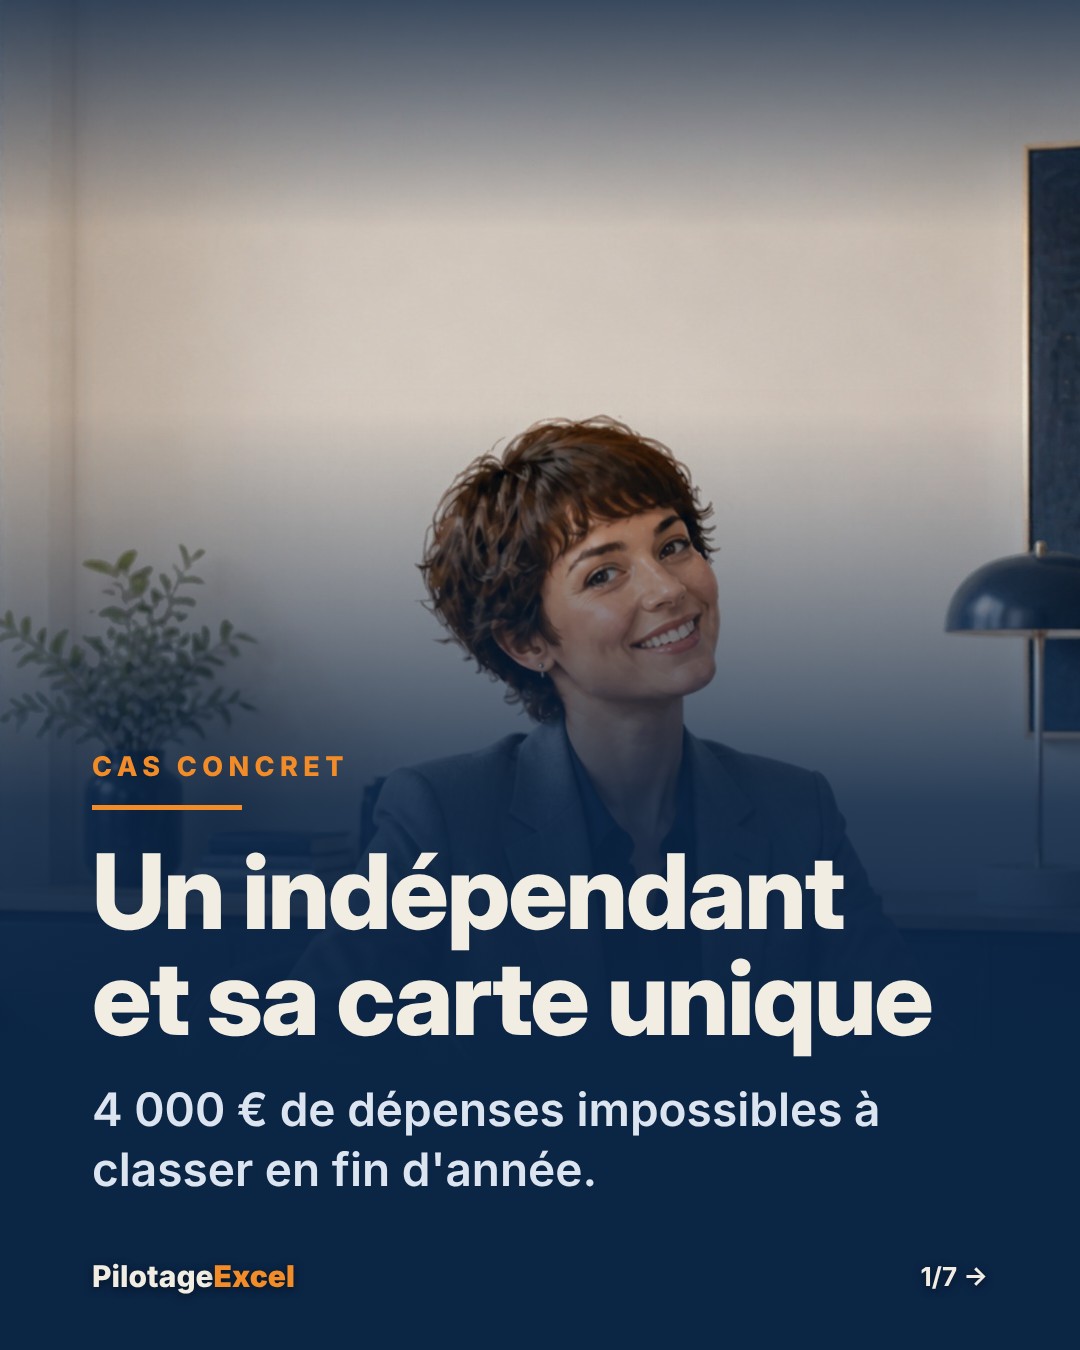 CAS CONCRET
Un indépendant
et sa carte unique
4 000 € de dépenses impossibles à
classer en fin d'année.
PilotageExcel
1/7 →